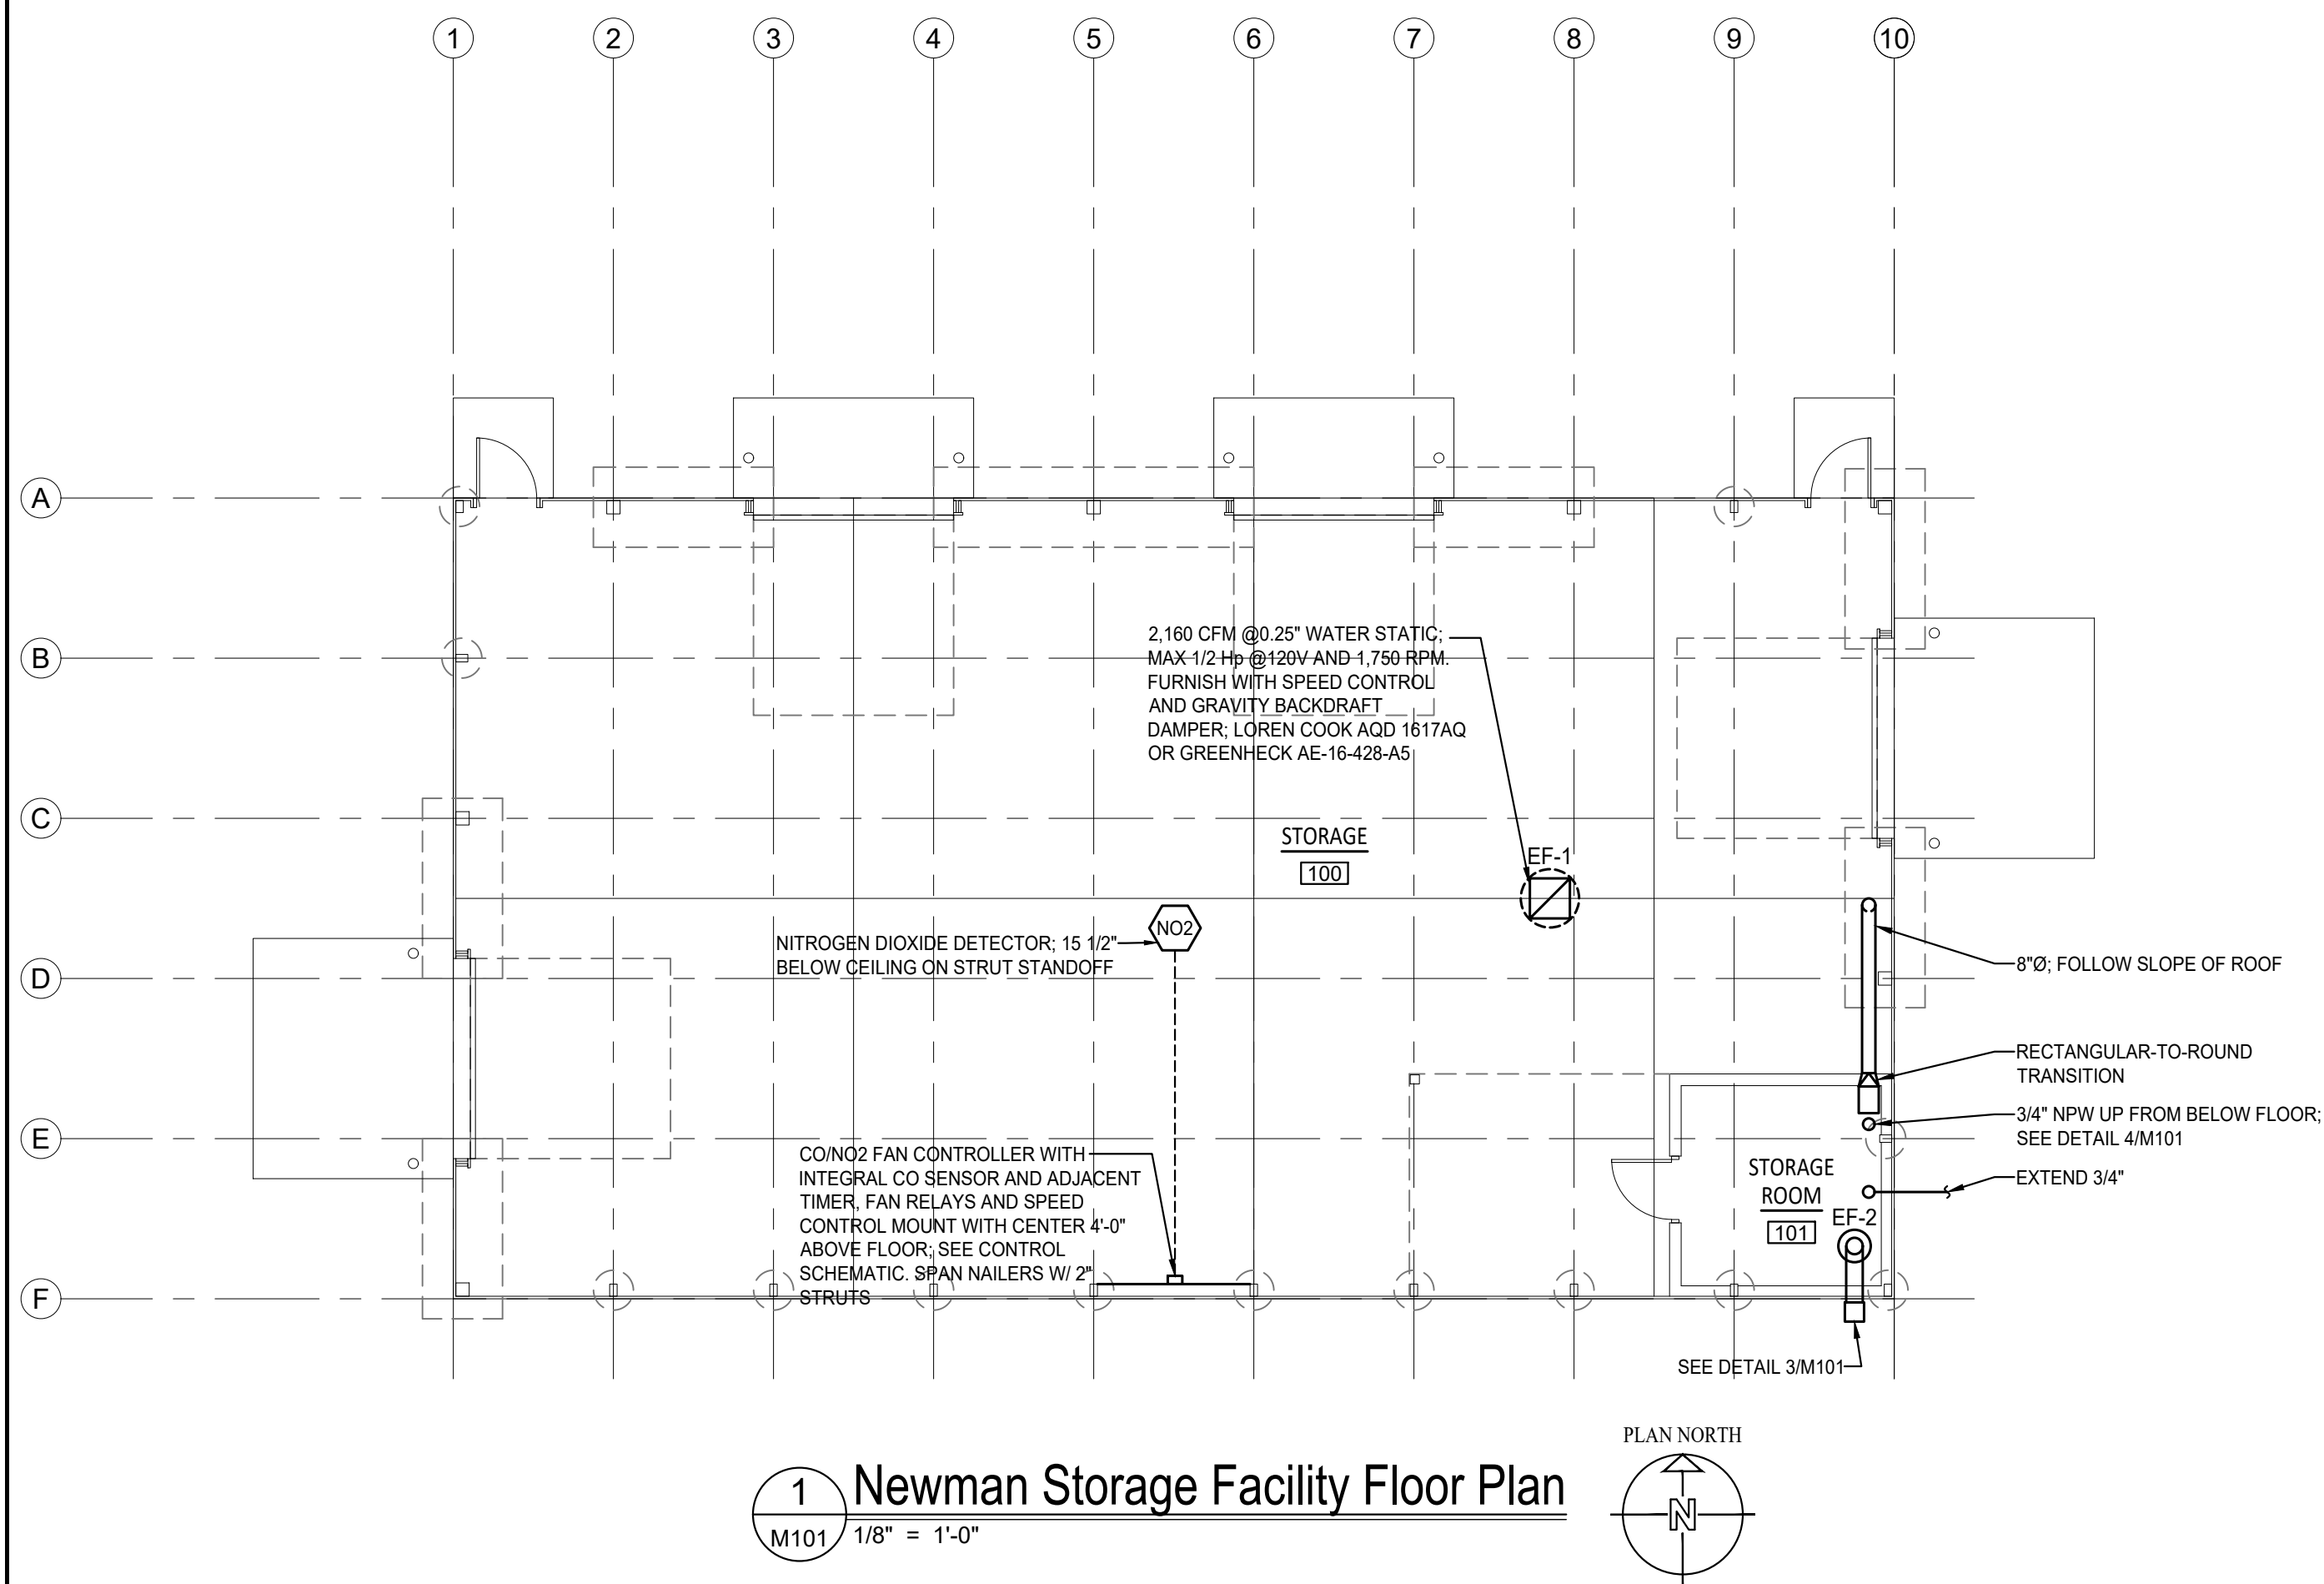 1 2 3 4 5 6 7 8 9 10
A
B
C
D
E
F
2,160 CFM @0.25" WATER STATIC;
MAX 1/2 Hp @120V AND 1,750 RPM.
FURNISH WITH SPEED CONTROL
AND GRAVITY BACKDRAFT
DAMPER; LOREN COOK AQD 1617AQ
OR GREENHECK AE-16-428-A5
STORAGE
100
EF-1
NO2
NITROGEN DIOXIDE DETECTOR; 15 1/2"
BELOW CEILING ON STRUT STANDOFF
8"Ø; FOLLOW SLOPE OF ROOF
RECTANGULAR-TO-ROUND
TRANSITION
3/4" NPW UP FROM BELOW FLOOR;
SEE DETAIL 4/M101
EXTEND 3/4"
CO/NO2 FAN CONTROLLER WITH
INTEGRAL CO SENSOR AND ADJACENT
TIMER, FAN RELAYS AND SPEED
CONTROL MOUNT WITH CENTER 4'-0"
ABOVE FLOOR; SEE CONTROL
SCHEMATIC. SPAN NAILERS W/ 2"
STRUTS
STORAGE
ROOM
101
EF-2
SEE DETAIL 3/M101
PLAN NORTH
N
1
M101
Newman Storage Facility Floor Plan
1/8" = 1'-0"